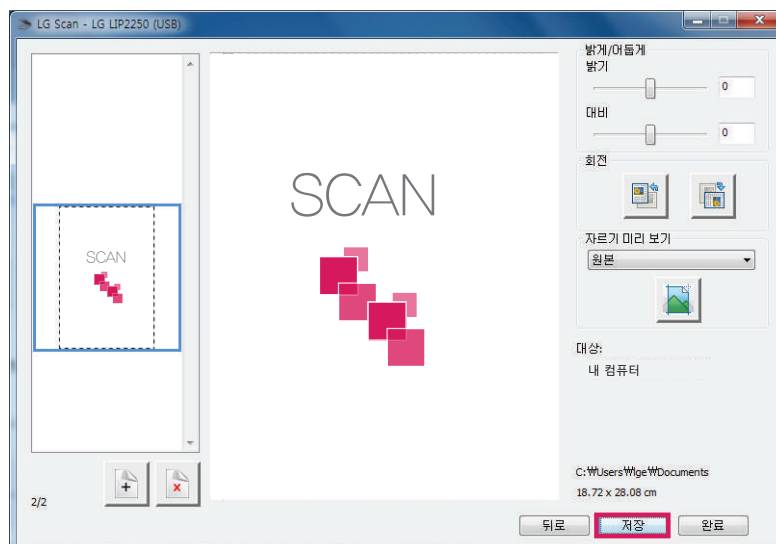 LG Scan - LG LIP2250 (USB)
SCAN
2/2
SCAN
밝게/어둡게
밝기
0
대비
0
회전
자르기 미리 보기
원본
대상:
내 컴퓨터
C:₩Users₩lge₩Documents
18.72 x 28.08 cm
뒤로
저장
완료